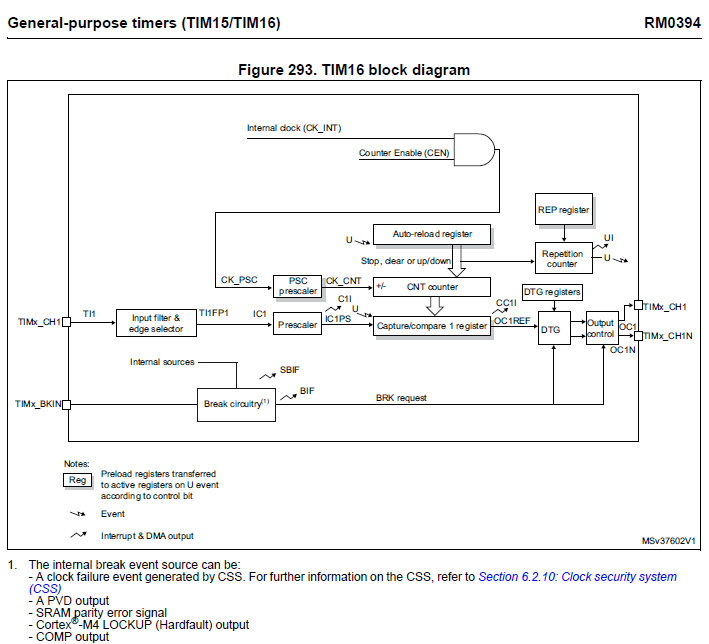 General-purpose timers (TIM15/TIM16) RM0394
Figure 293. TIM16 block diagram
Internal clock (CK_INT)
Counter Enable (CEN)
REP register
U
Auto-reload register
UI
Stop, clear or up/down
Repetition
counter
U
CK_PSC
PSC
prescaler
CK_CNT
+/-
CNT counter
DTG registers
C1I
U
CC1I
TIMx_CH1
TI1
Input filter &
edge selector
TI1FP1
IC1
Prescaler
IC1PS
Capture/compare 1 register
OC1REF
DTG
Output
control
OC1
TIMx_CH1
TIMx_CH1N
OC1N
Internal sources
SBIF
BIF
TIMx_BKIN
Break circuitry(1)
BRK request
Notes:
Reg
Preload registers transferred
to active registers on U event
according to control bit
Event
Interrupt & DMA output
MSv37602V1
1. The internal break event source can be:
- A clock failure event generated by CSS. For further information on the CSS, refer to Section 6.2.10: Clock security system
(CSS)
- A PVD output
- SRAM parity error signal
- Cortex®-M4 LOCKUP (Hardfault) output
- COMP output